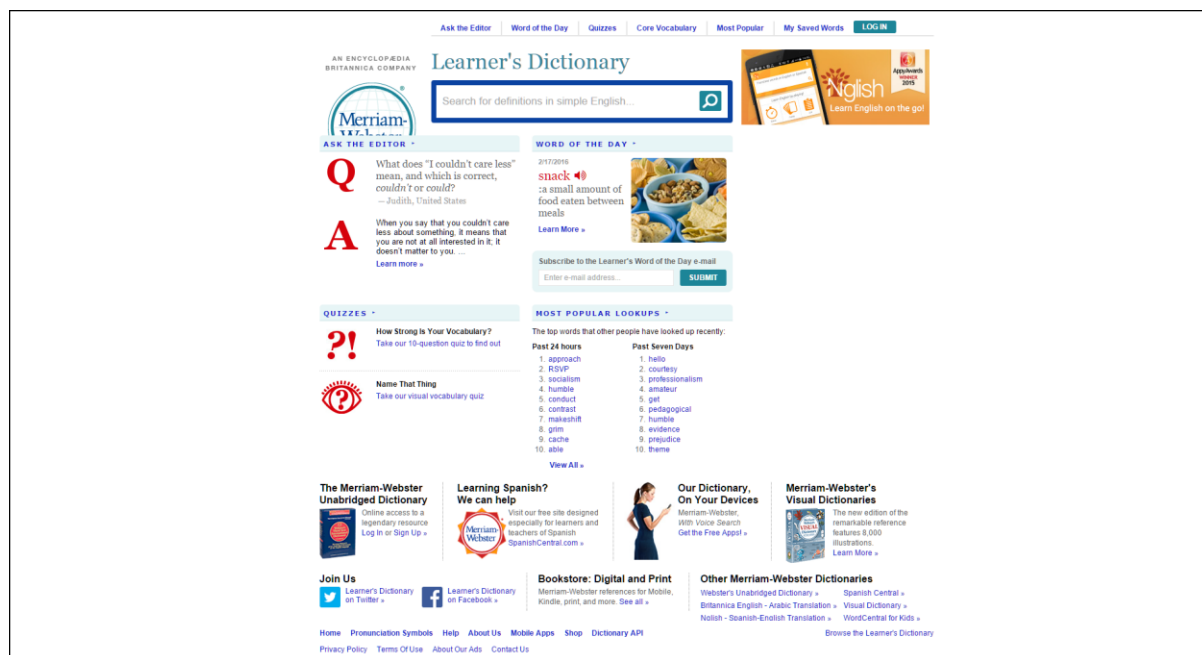 Ask the Editor
Word of the Day
Quizzes
Core Vocabulary
Most Popular
My Saved Words
LOG IN
AN ENCYCLOPÆDIA
BRITANNICA COMPANY
Merriam-
Learner's Dictionary
Search for definitions in simple English...
AppAwards
WINNER
2015
Nglish
Learn English on the go!
ASK THE EDITOR
Q
What does “I couldn't care less”
mean, and which is correct,
couldn't or could?
— Judith, United States
A
When you say that you couldn't care
less about something, it means that
you are not at all interested in it; it
doesn't matter to you. ...
Learn more »
WORD OF THE DAY
2/17/2016
snack
:a small amount of
food eaten between
meals
Learn More »
Subscribe to the Learner's Word of the Day e-mail
Enter e-mail address...
SUBMIT
QUIZZES
?!
How Strong Is Your Vocabulary?
Take our 10-question quiz to find out
?
Name That Thing
Take our visual vocabulary quiz
MOST POPULAR LOOKUPS
The top words that other people have looked up recently:
Past 24 hours
1. approach
2. RSVP
3. socialism
4. humble
5. conduct
6. contrast
7. makeshift
8. grim
9. cache
10. able
Past Seven Days
1. hello
2. courtesy
3. professionalism
4. amateur
5. get
6. pedagogical
7. humble
8. evidence
9. prejudice
10. theme
View All »
The Merriam-Webster
Unabridged Dictionary
Online access to a
legendary resource
Log In or Sign Up »
Learning Spanish?
We can help
Merriam-
Webster
Visit our free site designed
especially for learners and
teachers of Spanish
SpanishCentral.com »
Our Dictionary,
On Your Devices
Merriam-Webster,
With Voice Search
Get the Free Apps! »
Merriam-Webster's
Visual Dictionaries
VISUAL
The new edition of the
remarkable reference
features 8,000
illustrations.
Learn More »
Join Us
Learner's Dictionary
on Twitter »
Learner's Dictionary
on Facebook »
Bookstore: Digital and Print
Merriam-Webster references for Mobile,
Kindle, print, and more. See all »
Other Merriam-Webster Dictionaries
Webster's Unabridged Dictionary »
Britannica English - Arabic Translation »
Nglish - Spanish-English Translation »
Spanish Central »
Visual Dictionary »
WordCentral for Kids »
Home
Pronunciation Symbols
Help
About Us
Mobile Apps
Shop
Dictionary API
Browse the Learner's Dictionary
Privacy Policy
Terms Of Use
About Our Ads
Contact Us